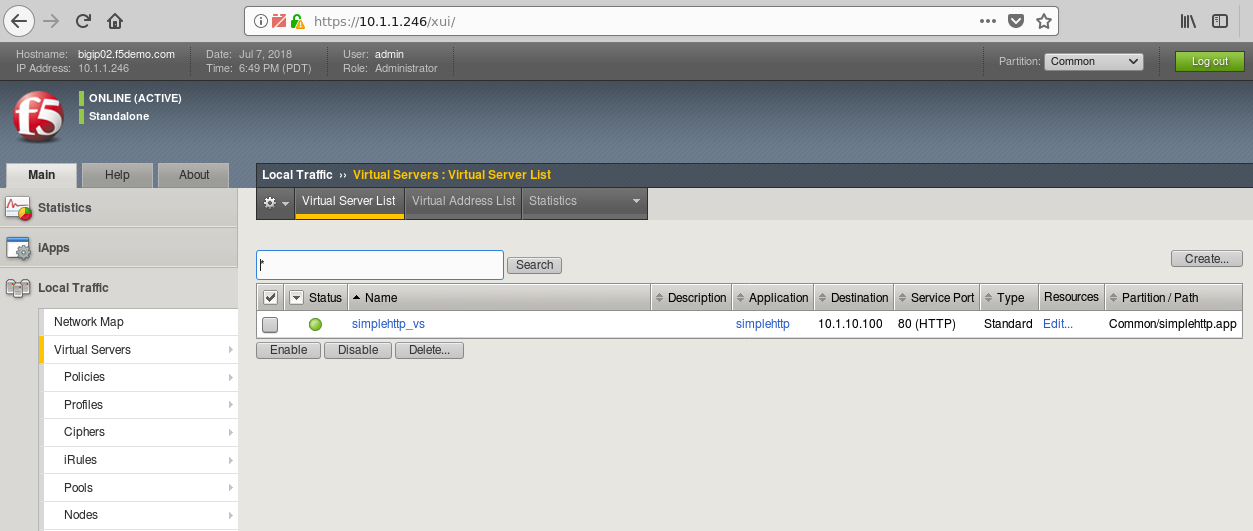 https://10.1.1.246/xui/
Hostname: bigip02.f5demo.com Date: Jul 7, 2018 User: admin
IP Address: 10.1.1.246 Time: 6:49 PM (PDT) Role: Administrator
Partition: Common Log out
f5
ONLINE (ACTIVE)
Standalone
Main Help About
Local Traffic ›› Virtual Servers : Virtual Server List
Virtual Server List Virtual Address List Statistics
Statistics
iApps
Local Traffic
Network Map
Virtual Servers
Policies
Profiles
Ciphers
iRules
Pools
Nodes
* Search Create...
Status Name Description Application Destination Service Port Type Resources Partition / Path
simplehttp_vs simplehttp 10.1.10.100 80 (HTTP) Standard Edit... Common/simplehttp.app
Enable Disable Delete...